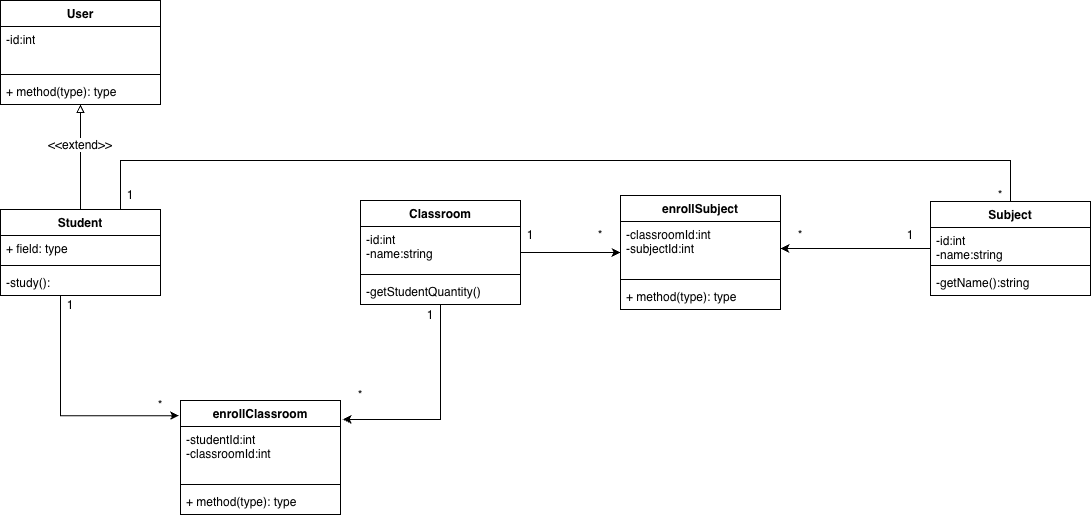 User
-id:int
+ method(type): type
<<extend>>
1
*
Student
+ field: type
-study():
1
*
Classroom
-id:int
-name:string
-getStudentQuantity()
1
*
1
*
enrollSubject
-classroomId:int
-subjectId:int
+ method(type): type
*
1
Subject
-id:int
-name:string
-getName():string
enrollClassroom
-studentId:int
-classroomId:int
+ method(type): type